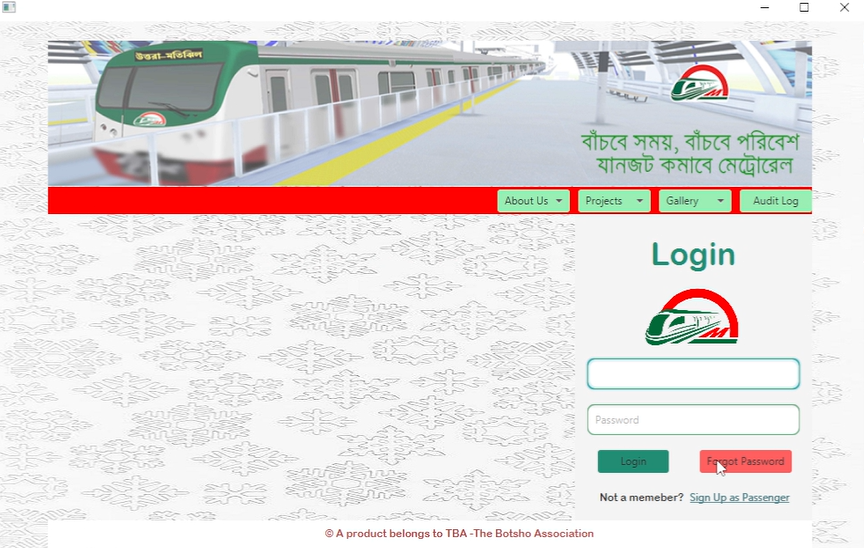 উত্তরা-মতিঝিল
বাঁচবে সময়, বাঁচবে পরিবেশ
যানজট কমাবে মেট্রোরেল
About Us
Projects
Gallery
Audit Log
Login
Password
Login
Forgot Password
Not a memeber? Sign Up as Passenger
© A product belongs to TBA -The Botsho Association